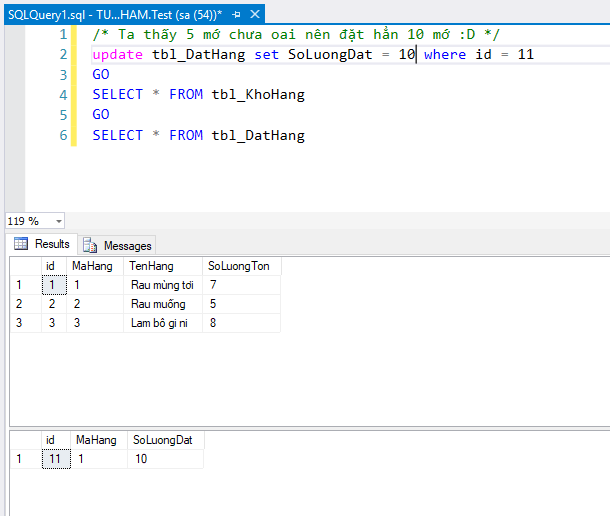 SQLQuery1.sql - TU...HAM.Test (sa (54))*
1 /* Ta thấy 5 mớ chưa oai nên đặt hẳn 10 mớ :D */
2 update tbl_DatHang set SoLuongDat = 10 where id = 11
3 GO
4 SELECT * FROM tbl_KhoHang
5 GO
6 SELECT * FROM tbl_DatHang
119 %
Results Messages
id MaHang TenHang SoLuongTon
1 1 1 Rau mùng tơi 7
2 2 2 Rau muống 5
3 3 3 Lam bô gi ni 8
id MaHang SoLuongDat
1 11 1 10